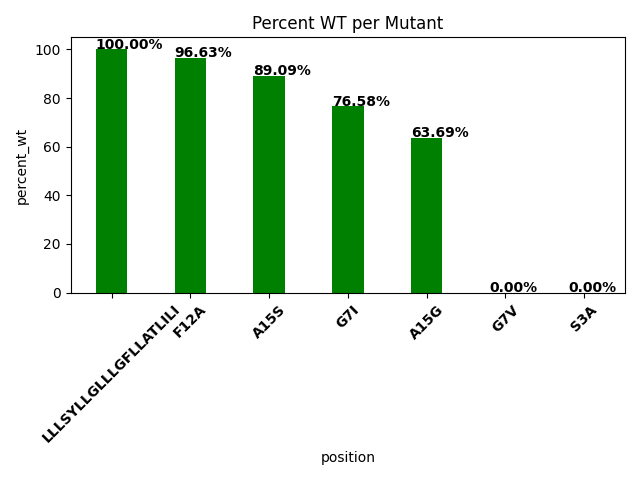 Percent WT per Mutant
percent_wt
100
80
60
40
20
0
100.00%
96.63%
89.09%
76.58%
63.69%
0.00%
0.00%
LLLSYLLGLLLGFLLATLILI
F12A
A15S
G7I
A15G
G7V
S3A
position